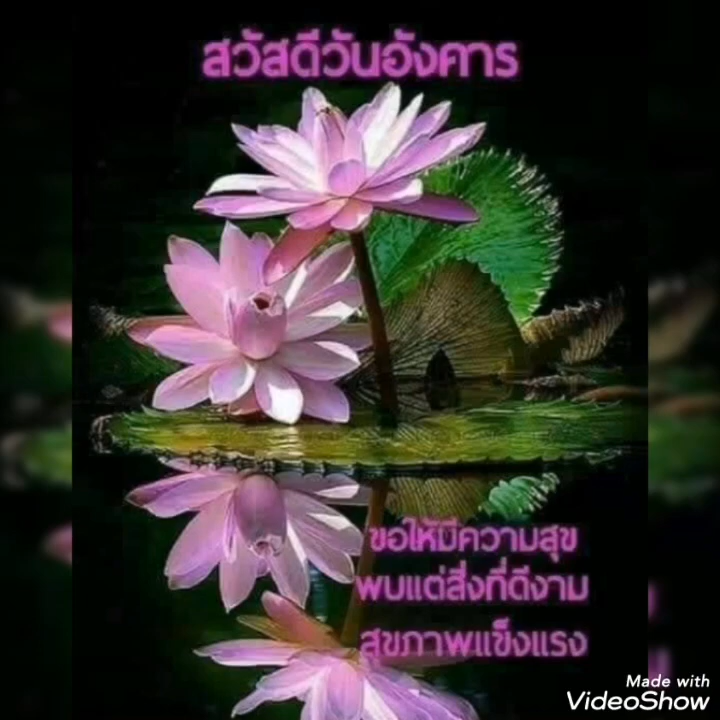 สวัสดีวันอังคาร
ขอให้มีความสุข
พบแต่สิ่งที่ดีงาม
สุขภาพแข็งแรง
Made with
VideoShow